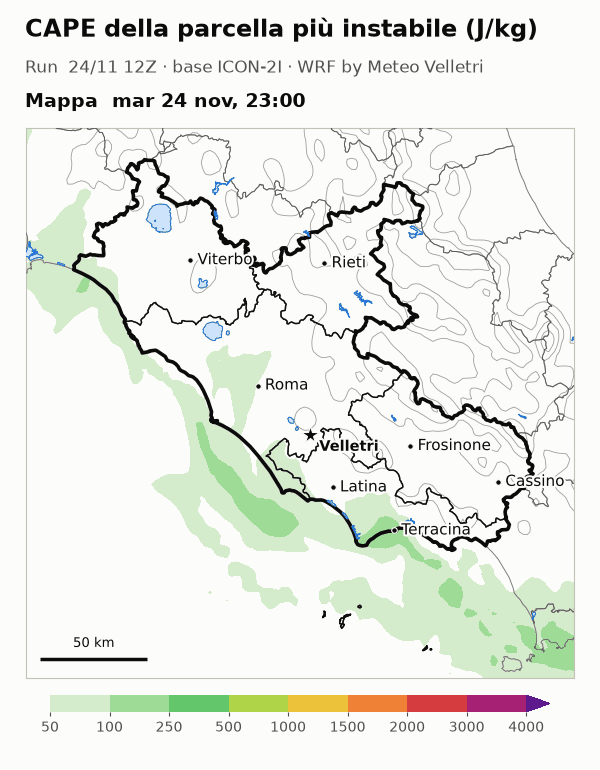 CAPE della parcella più instabile (J/kg)
Run  24/11 12Z · base ICON-2I · WRF by Meteo Velletri
Mappa  mar 24 nov, 23:00
Viterbo
Rieti
Roma
Velletri
Frosinone
Latina
Cassino
Terracina
50 km
50 100 250 500 1000 1500 2000 3000 4000